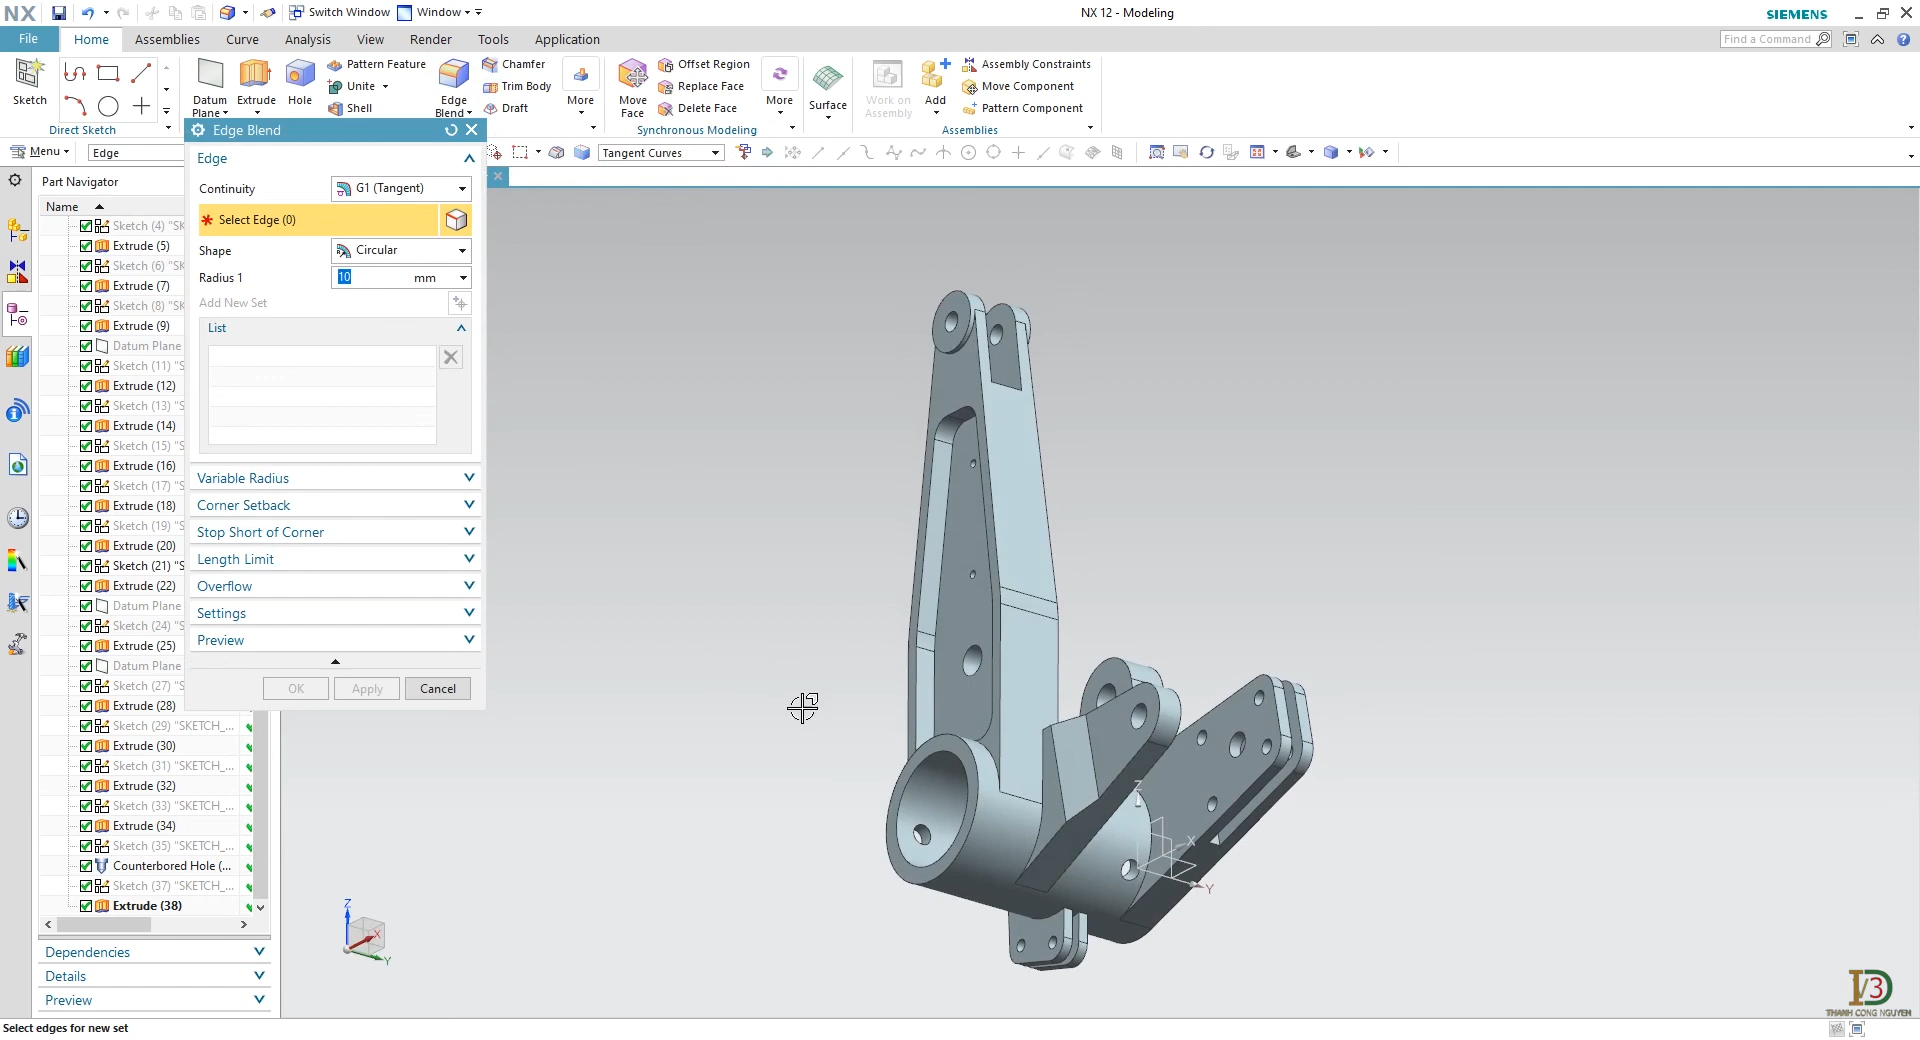 NX
Switch Window
Window
NX 12 - Modeling
SIEMENS
File
Home
Assemblies
Curve
Analysis
View
Render
Tools
Application
Find a Command
Sketch
Direct Sketch
Datum
Plane
Extrude
Hole
Pattern Feature
Unite
Shell
Edge
Blend
Chamfer
Trim Body
Draft
More
Move
Face
Offset Region
Replace Face
Delete Face
More
Synchronous Modeling
Surface
Work on
Assembly
Add
Assembly Constraints
Move Component
Pattern Component
Assemblies
Menu
Edge
Tangent Curves
Edge Blend
Edge
Continuity
G1 (Tangent)
* Select Edge (0)
Shape
Circular
Radius 1
10
mm
Add New Set
List
Variable Radius
Corner Setback
Stop Short of Corner
Length Limit
Overflow
Settings
Preview
OK
Apply
Cancel
Part Navigator
Name
Sketch (4) "SK
Extrude (5)
Sketch (6) "SK
Extrude (7)
Sketch (8) "SK
Extrude (9)
Datum Plane
Sketch (11) "S
Extrude (12)
Sketch (13) "S
Extrude (14)
Sketch (15) "S
Extrude (16)
Sketch (17) "S
Extrude (18)
Sketch (19) "S
Extrude (20)
Sketch (21) "S
Extrude (22)
Datum Plane
Sketch (24) "S
Extrude (25)
Datum Plane
Sketch (27) "S
Extrude (28)
Sketch (29) "SKETCH_...
Extrude (30)
Sketch (31) "SKETCH_...
Extrude (32)
Sketch (33) "SKETCH_...
Extrude (34)
Sketch (35) "SKETCH_...
Counterbored Hole (...
Sketch (37) "SKETCH_...
Extrude (38)
Dependencies
Details
Preview
Z
X
Y
Z
X
Y
THANH CONG NGUYEN
Select edges for new set